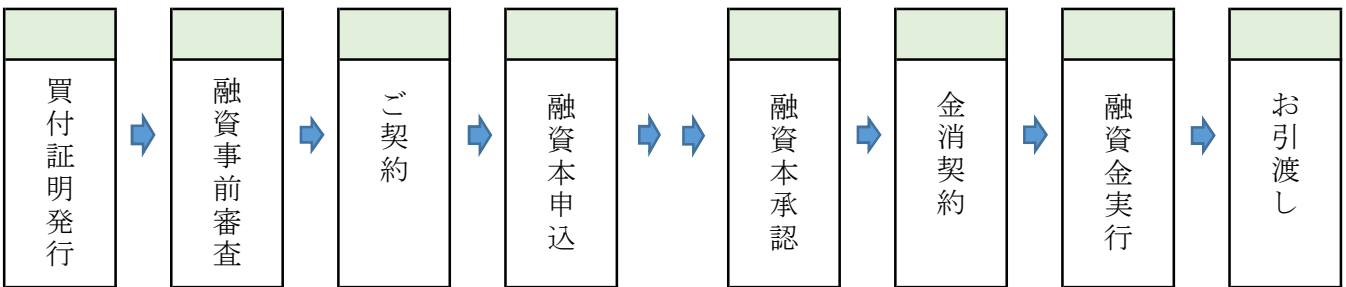 買付証明発行
融資事前審査
ご契約
融資本申込
融資本承認
金消契約
融資金実行
お引渡し